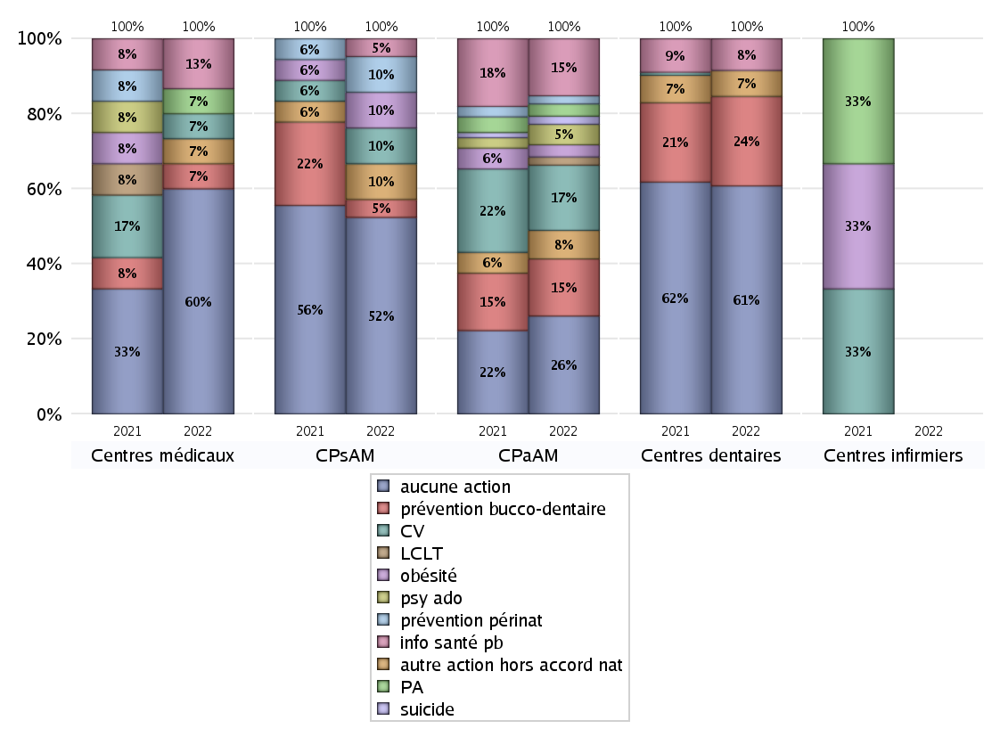 100% 100% 100% 100% 100% 100% 100% 100% 100%
100%
80%
60%
40%
20%
0%
8% 8% 8% 8% 8% 17% 8% 33%
13% 7% 7% 7% 7% 60%
6% 6% 6% 6% 22% 56%
5% 10% 10% 10% 10% 5% 52%
18% 6% 22% 6% 15% 22%
15% 5% 17% 8% 15% 26%
9% 7% 21% 62%
8% 7% 24% 61%
33% 33% 33%
2021 2022 2021 2022 2021 2022 2021 2022 2021 2022
Centres médicaux CPsAM CPaAM Centres dentaires Centres infirmiers
aucune action
prévention bucco-dentaire
CV
LCLT
obésité
psy ado
prévention périnat
info santé pb
autre action hors accord nat
PA
suicide